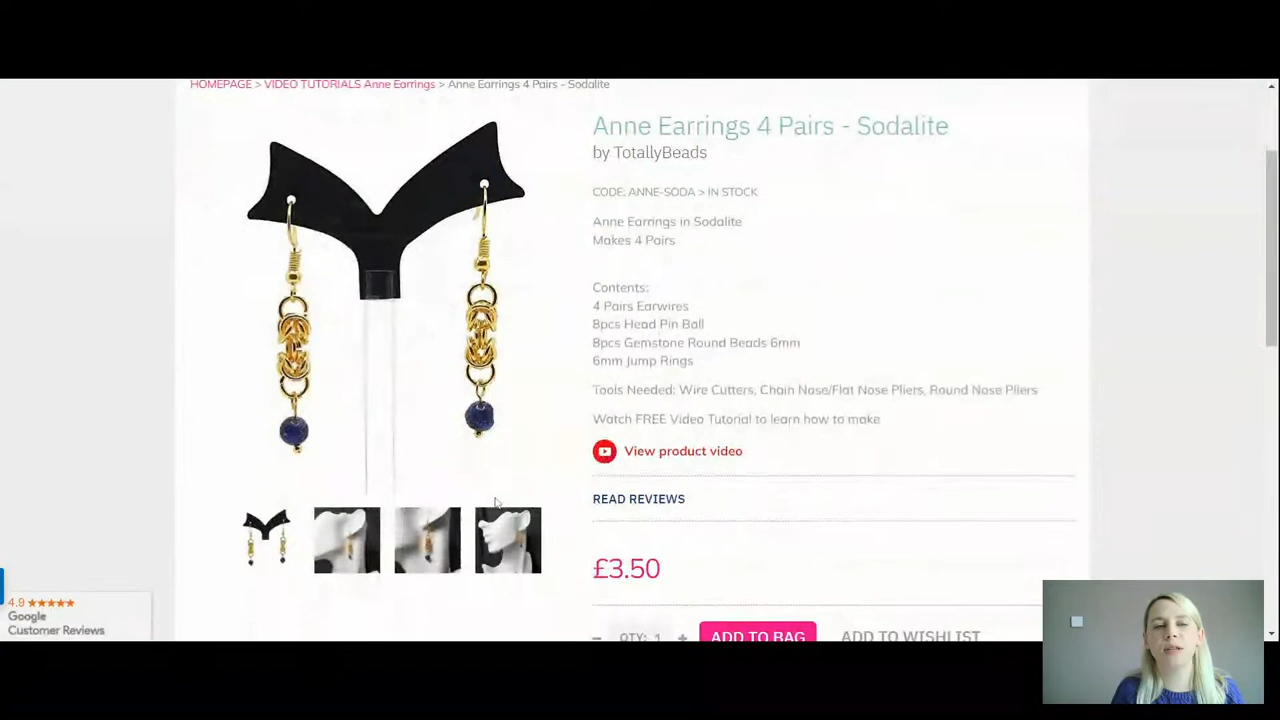 HOMEPAGE > VIDEO TUTORIALS Anne Earrings > Anne Earrings 4 Pairs - Sodalite
Anne Earrings 4 Pairs - Sodalite
by TotallyBeads
CODE: ANNE-SODA > IN STOCK
Anne Earrings in Sodalite
Makes 4 Pairs
Contents:
4 Pairs Earwires
8pcs Head Pin Ball
8pcs Gemstone Round Beads 6mm
6mm Jump Rings
Tools Needed: Wire Cutters, Chain Nose/Flat Nose Pliers, Round Nose Pliers
Watch FREE Video Tutorial to learn how to make
View product video
READ REVIEWS
£3.50
- QTY: 1 + ADD TO BAG ADD TO WISHLIST
4.9 ★★★★★
Google
Customer Reviews